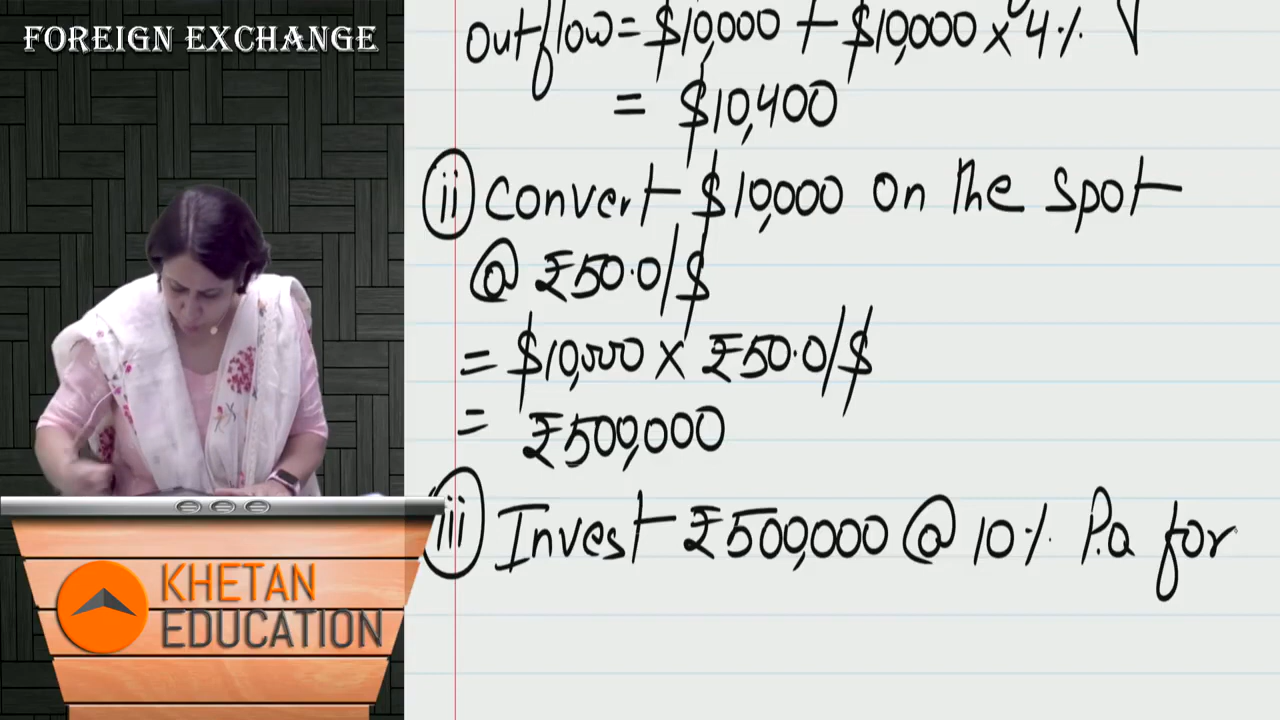 FOREIGN EXCHANGE
outflow = $10,000 + $10,000 × 4%
= $10,400
(ii) Convert $10,000 on the spot
@ ₹50.0/$
= $10,000 × ₹50.0/$
= ₹500,000
(iii) Invest ₹500,000 @ 10% P.a for
KHETAN
EDUCATION